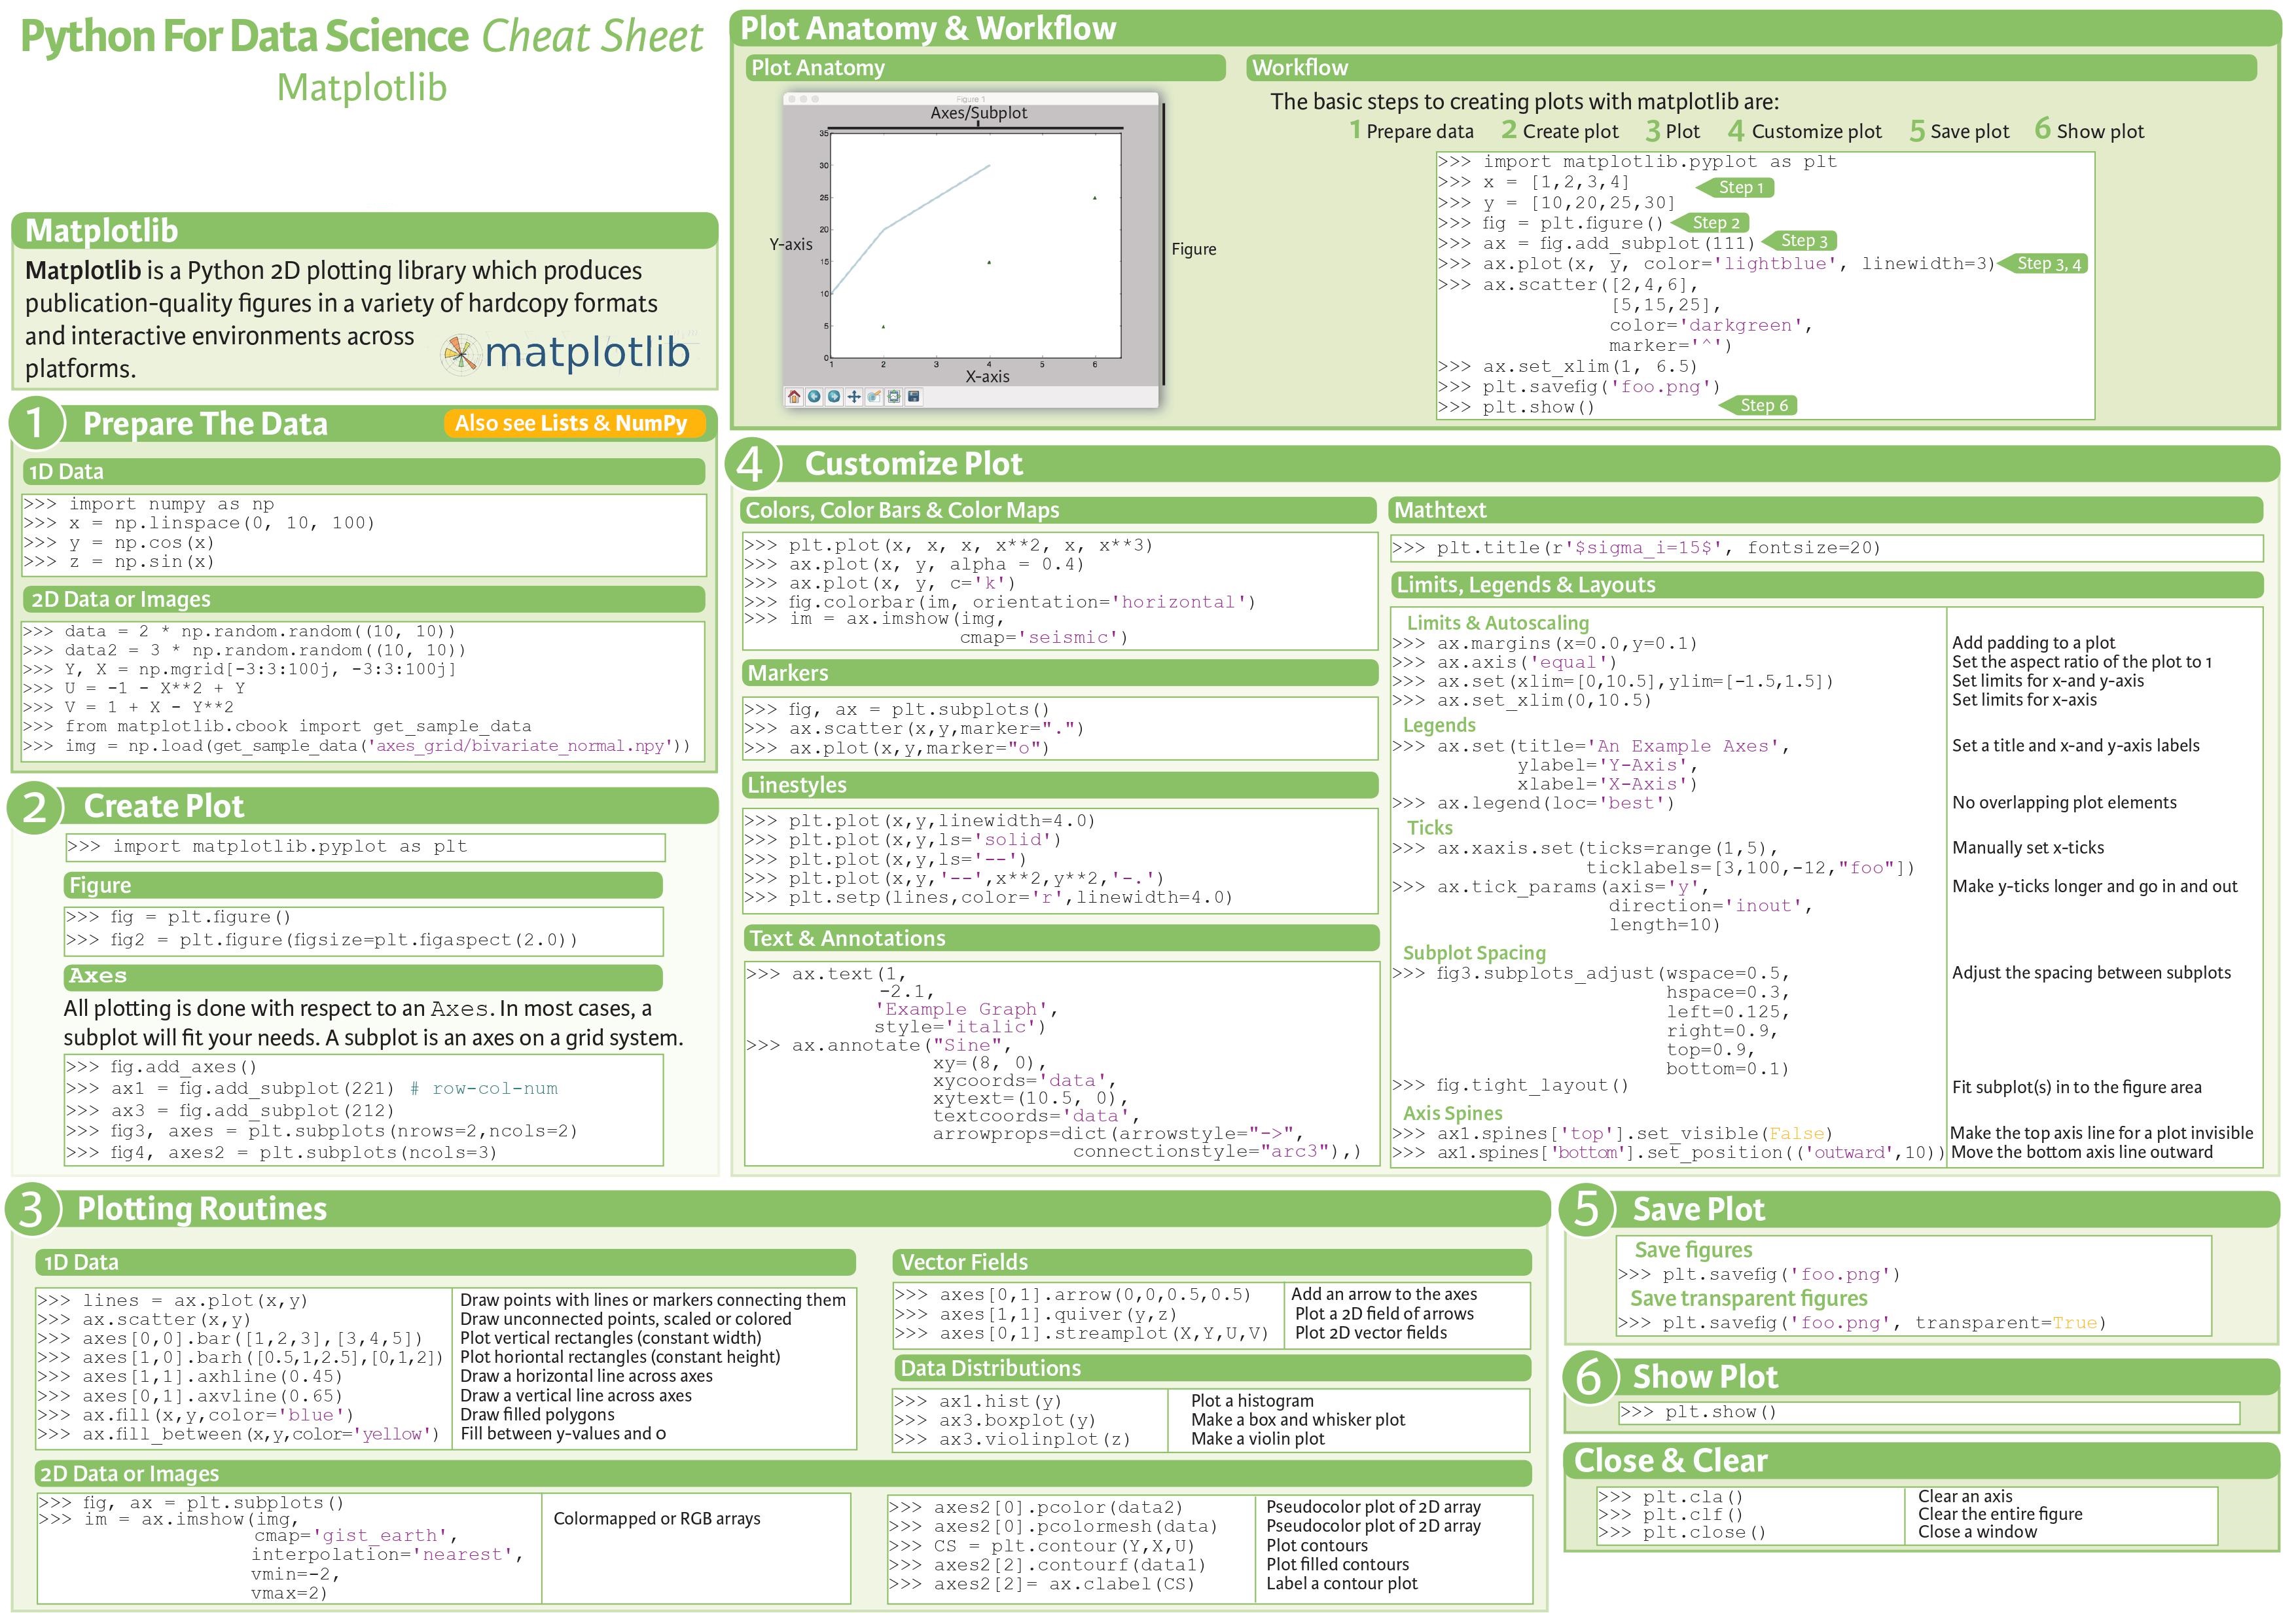 Python For Data Science Cheat Sheet
Matplotlib
Matplotlib
Matplotlib is a Python 2D plotting library which produces
publication-quality figures in a variety of hardcopy formats
and interactive environments across
platforms.
matplotlib
1 Prepare The Data
Also see Lists & NumPy
1D Data
>>> import numpy as np
>>> x = np.linspace(0, 10, 100)
>>> y = np.cos(x)
>>> z = np.sin(x)
2D Data or Images
>>> data = 2 * np.random.random((10, 10))
>>> data2 = 3 * np.random.random((10, 10))
>>> Y, X = np.mgrid[-3:3:100j, -3:3:100j]
>>> U = -1 - X**2 + Y
>>> V = 1 + X - Y**2
>>> from matplotlib.cbook import get_sample_data
>>> img = np.load(get_sample_data('axes_grid/bivariate_normal.npy'))
2 Create Plot
>>> import matplotlib.pyplot as plt
Figure
>>> fig = plt.figure()
>>> fig2 = plt.figure(figsize=plt.figaspect(2.0))
Axes
All plotting is done with respect to an Axes. In most cases, a
subplot will fit your needs. A subplot is an axes on a grid system.
>>> fig.add_axes()
>>> ax1 = fig.add_subplot(221) # row-col-num
>>> ax3 = fig.add_subplot(212)
>>> fig3, axes = plt.subplots(nrows=2,ncols=2)
>>> fig4, axes2 = plt.subplots(ncols=3)
Plot Anatomy & Workflow
Plot Anatomy
Figure 1
Axes/Subplot
35
30
25
20
15
10
5
0
Y-axis
Figure
1 2 3 4 5 6
X-axis
Workflow
The basic steps to creating plots with matplotlib are:
1 Prepare data 2 Create plot 3 Plot 4 Customize plot 5 Save plot 6 Show plot
>>> import matplotlib.pyplot as plt
>>> x = [1,2,3,4]
Step 1
>>> y = [10,20,25,30]
>>> fig = plt.figure() Step 2
>>> ax = fig.add_subplot(111) Step 3
>>> ax.plot(x, y, color='lightblue', linewidth=3) Step 3, 4
>>> ax.scatter([2,4,6],
[5,15,25],
color='darkgreen',
marker='^')
>>> ax.set_xlim(1, 6.5)
>>> plt.savefig('foo.png')
>>> plt.show() Step 6
4 Customize Plot
Colors, Color Bars & Color Maps
>>> plt.plot(x, x, x, x**2, x, x**3)
>>> ax.plot(x, y, alpha = 0.4)
>>> ax.plot(x, y, c='k')
>>> fig.colorbar(im, orientation='horizontal')
>>> im = ax.imshow(img,
cmap='seismic')
Markers
>>> fig, ax = plt.subplots()
>>> ax.scatter(x,y,marker=".")
>>> ax.plot(x,y,marker="o")
Linestyles
>>> plt.plot(x,y,linewidth=4.0)
>>> plt.plot(x,y,ls='solid')
>>> plt.plot(x,y,ls='--')
>>> plt.plot(x,y,'--',x**2,y**2,'-.')
>>> plt.setp(lines,color='r',linewidth=4.0)
Text & Annotations
>>> ax.text(1,
-2.1,
'Example Graph',
style='italic')
>>> ax.annotate("Sine",
xy=(8, 0),
xycoords='data',
xytext=(10.5, 0),
textcoords='data',
arrowprops=dict(arrowstyle="->",
connectionstyle="arc3"),)
Mathtext
>>> plt.title(r'$sigma_i=15$', fontsize=20)
Limits, Legends & Layouts
Limits & Autoscaling
>>> ax.margins(x=0.0,y=0.1) Add padding to a plot
>>> ax.axis('equal') Set the aspect ratio of the plot to 1
>>> ax.set(xlim=[0,10.5],ylim=[-1.5,1.5]) Set limits for x-and y-axis
>>> ax.set_xlim(0,10.5) Set limits for x-axis
Legends
>>> ax.set(title='An Example Axes', Set a title and x-and y-axis labels
ylabel='Y-Axis',
xlabel='X-Axis')
>>> ax.legend(loc='best') No overlapping plot elements
Ticks
>>> ax.xaxis.set(ticks=range(1,5), Manually set x-ticks
ticklabels=[3,100,-12,"foo"])
>>> ax.tick_params(axis='y', Make y-ticks longer and go in and out
direction='inout',
length=10)
Subplot Spacing
>>> fig3.subplots_adjust(wspace=0.5, Adjust the spacing between subplots
hspace=0.3,
left=0.125,
right=0.9,
top=0.9,
bottom=0.1)
>>> fig.tight_layout() Fit subplot(s) in to the figure area
Axis Spines
>>> ax1.spines['top'].set_visible(False) Make the top axis line for a plot invisible
>>> ax1.spines['bottom'].set_position(('outward',10)) Move the bottom axis line outward
3 Plotting Routines
1D Data
>>> lines = ax.plot(x,y) Draw points with lines or markers connecting them
>>> ax.scatter(x,y) Draw unconnected points, scaled or colored
>>> axes[0,0].bar([1,2,3],[3,4,5]) Plot vertical rectangles (constant width)
>>> axes[1,0].barh([0.5,1,2.5],[0,1,2]) Plot horiontal rectangles (constant height)
>>> axes[1,1].axhline(0.45) Draw a horizontal line across axes
>>> axes[0,1].axvline(0.65) Draw a vertical line across axes
>>> ax.fill(x,y,color='blue') Draw filled polygons
>>> ax.fill_between(x,y,color='yellow') Fill between y-values and 0
Vector Fields
>>> axes[0,1].arrow(0,0,0.5,0.5) Add an arrow to the axes
>>> axes[1,1].quiver(y,z) Plot a 2D field of arrows
>>> axes[0,1].streamplot(X,Y,U,V) Plot 2D vector fields
Data Distributions
>>> ax1.hist(y) Plot a histogram
>>> ax3.boxplot(y) Make a box and whisker plot
>>> ax3.violinplot(z) Make a violin plot
2D Data or Images
>>> fig, ax = plt.subplots()
>>> im = ax.imshow(img, Colormapped or RGB arrays
cmap='gist_earth',
interpolation='nearest',
vmin=-2,
vmax=2)
>>> axes2[0].pcolor(data2) Pseudocolor plot of 2D array
>>> axes2[0].pcolormesh(data) Pseudocolor plot of 2D array
>>> CS = plt.contour(Y,X,U) Plot contours
>>> axes2[2].contourf(data1) Plot filled contours
>>> axes2[2]= ax.clabel(CS) Label a contour plot
5 Save Plot
Save figures
>>> plt.savefig('foo.png')
Save transparent figures
>>> plt.savefig('foo.png', transparent=True)
6 Show Plot
>>> plt.show()
Close & Clear
>>> plt.cla() Clear an axis
>>> plt.clf() Clear the entire figure
>>> plt.close() Close a window